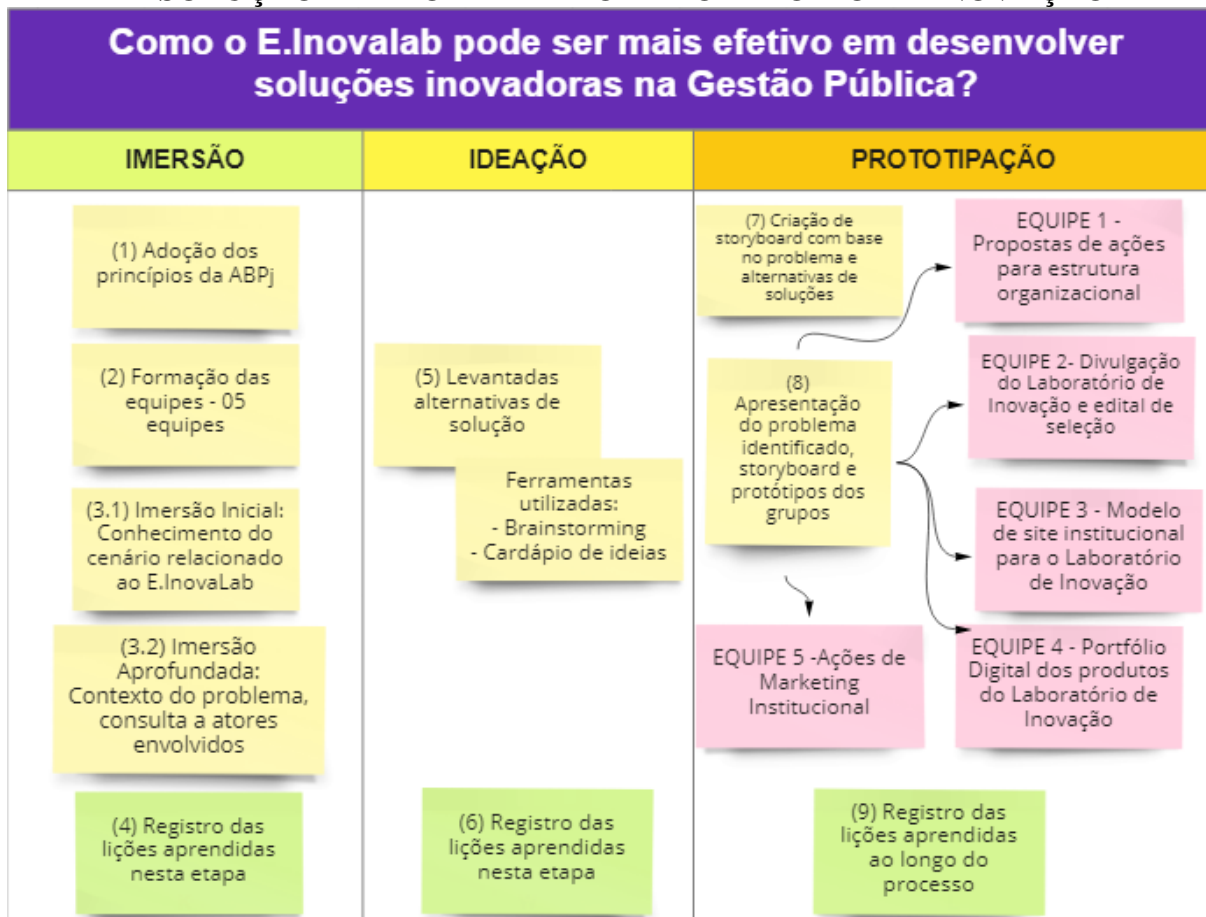 Como o E.Inovalab pode ser mais efetivo em desenvolver
soluções inovadoras na Gestão Pública?
IMERSÃO
(1) Adoção dos
princípios da ABPj
(2) Formação das
equipes - 05
equipes
(3.1) Imersão Inicial:
Conhecimento do
cenário relacionado
ao E.InovaLab
(3.2) Imersão
Aprofundada:
Contexto do problema,
consulta a atores
envolvidos
(4) Registro das
lições aprendidas
nesta etapa
IDEAÇÃO
(5) Levantadas
alternativas de
solução
Ferramentas
utilizadas:
- Brainstorming
- Cardápio de ideias
(6) Registro das
lições aprendidas
nesta etapa
PROTOTIPAÇÃO
(7) Criação de
storyboard com base
no problema e
alternativas de
soluções
(8)
Apresentação
do problema
identificado,
storyboard e
protótipos dos
grupos
EQUIPE 1 -
Propostas de ações
para estrutura
organizacional
EQUIPE 2- Divulgação
do Laboratório de
Inovação e edital de
seleção
EQUIPE 3 - Modelo
de site institucional
para o Laboratório
de Inovação
EQUIPE 4 - Portfólio
Digital dos produtos
do Laboratório de
Inovação
EQUIPE 5 -Ações de
Marketing
Institucional
(9) Registro das
lições aprendidas
ao longo do
processo